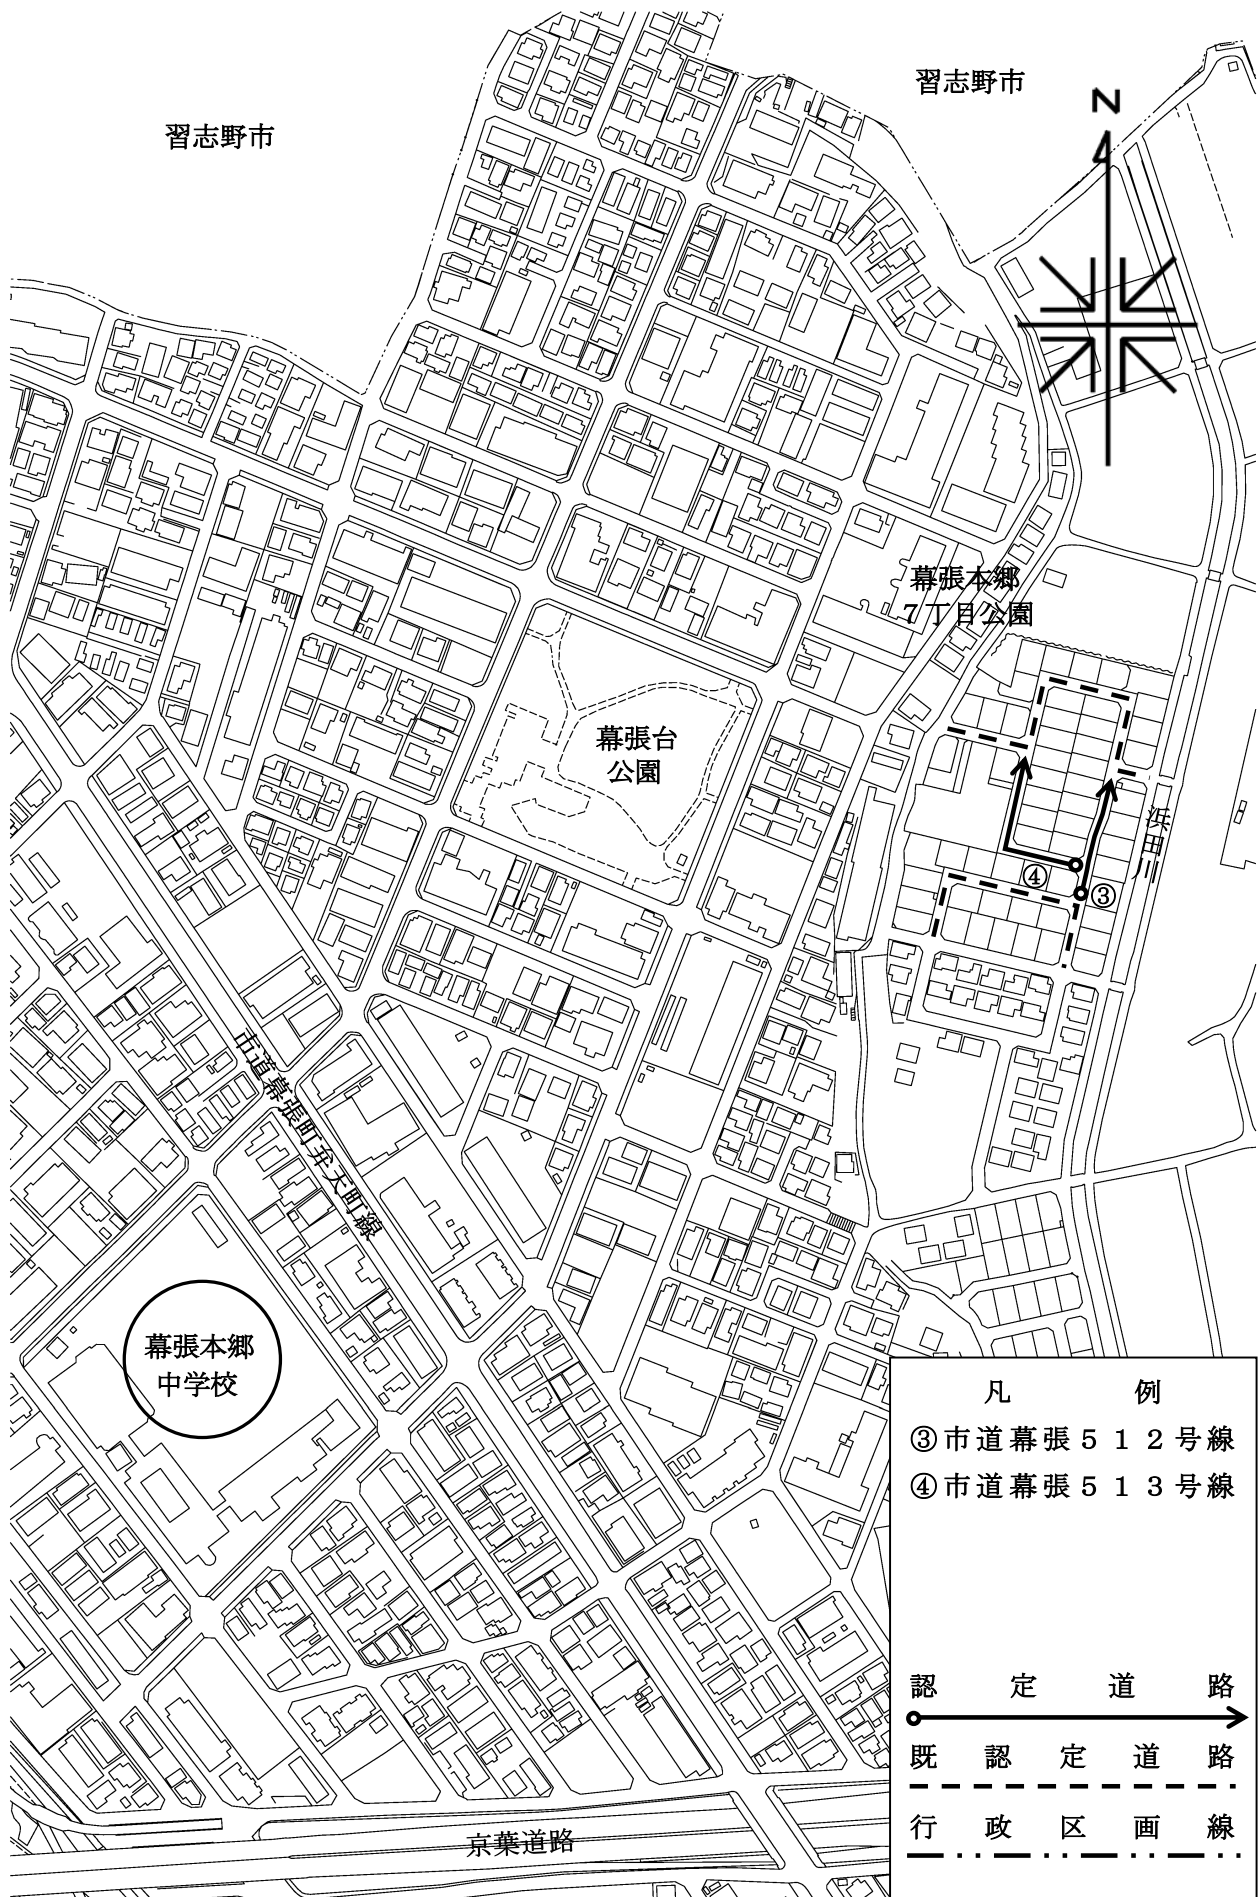 習志野市
習志野市
N
幕張本郷
７丁目公園
幕張台
公園
浜田川
④
③
市道幕張町弁天町線
幕張本郷
中学校
凡例
③市道幕張５１２号線
④市道幕張５１３号線
認定道路
既認定道路
行政区画線
京葉道路